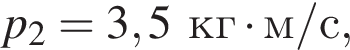 p₂ = 3,5 кг · м/с,